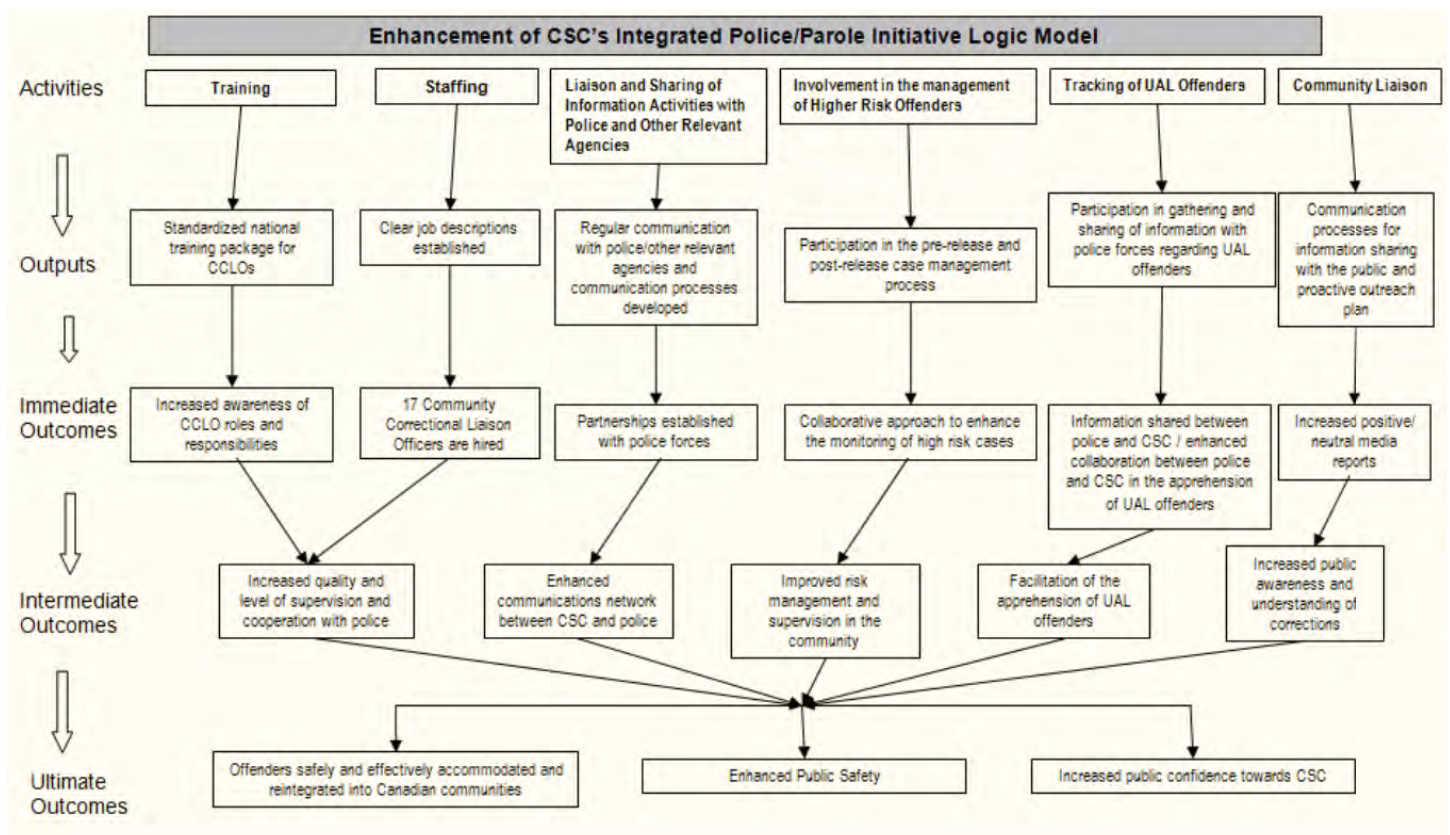 Enhancement of CSC's Integrated Police/Parole Initiative Logic Model
Activities
Training
Staffing
Liaison and Sharing of
Information Activities with
Police and Other Relevant
Agencies
Involvement in the management
of Higher Risk Offenders
Tracking of UAL Offenders
Community Liaison
Outputs
Standardized national
training package for
CCLOs
Clear job descriptions
established
Regular communication
with police/other relevant
agencies and
communication processes
developed
Participation in the pre-release and
post-release case management
process
Participation in gathering and
sharing of information with
police forces regarding UAL
offenders
Communication
processes for
information sharing
with the public and
proactive outreach
plan
Immediate
Outcomes
Increased awareness of
CCLO roles and
responsibilities
17 Community
Correctional Liaison
Officers are hired
Partnerships established
with police forces
Collaborative approach to enhance
the monitoring of high risk cases
Information shared between
police and CSC / enhanced
collaboration between police
and CSC in the apprehension
of UAL offenders
Increased positive/
neutral media
reports
Intermediate
Outcomes
Increased quality and
level of supervision and
cooperation with police
Enhanced
communications network
between CSC and police
Improved risk
management and
supervision in the
community
Facilitation of the
apprehension of UAL
offenders
Increased public
awareness and
understanding of
corrections
Ultimate
Outcomes
Offenders safely and effectively accommodated and
reintegrated into Canadian communities
Enhanced Public Safety
Increased public confidence towards CSC